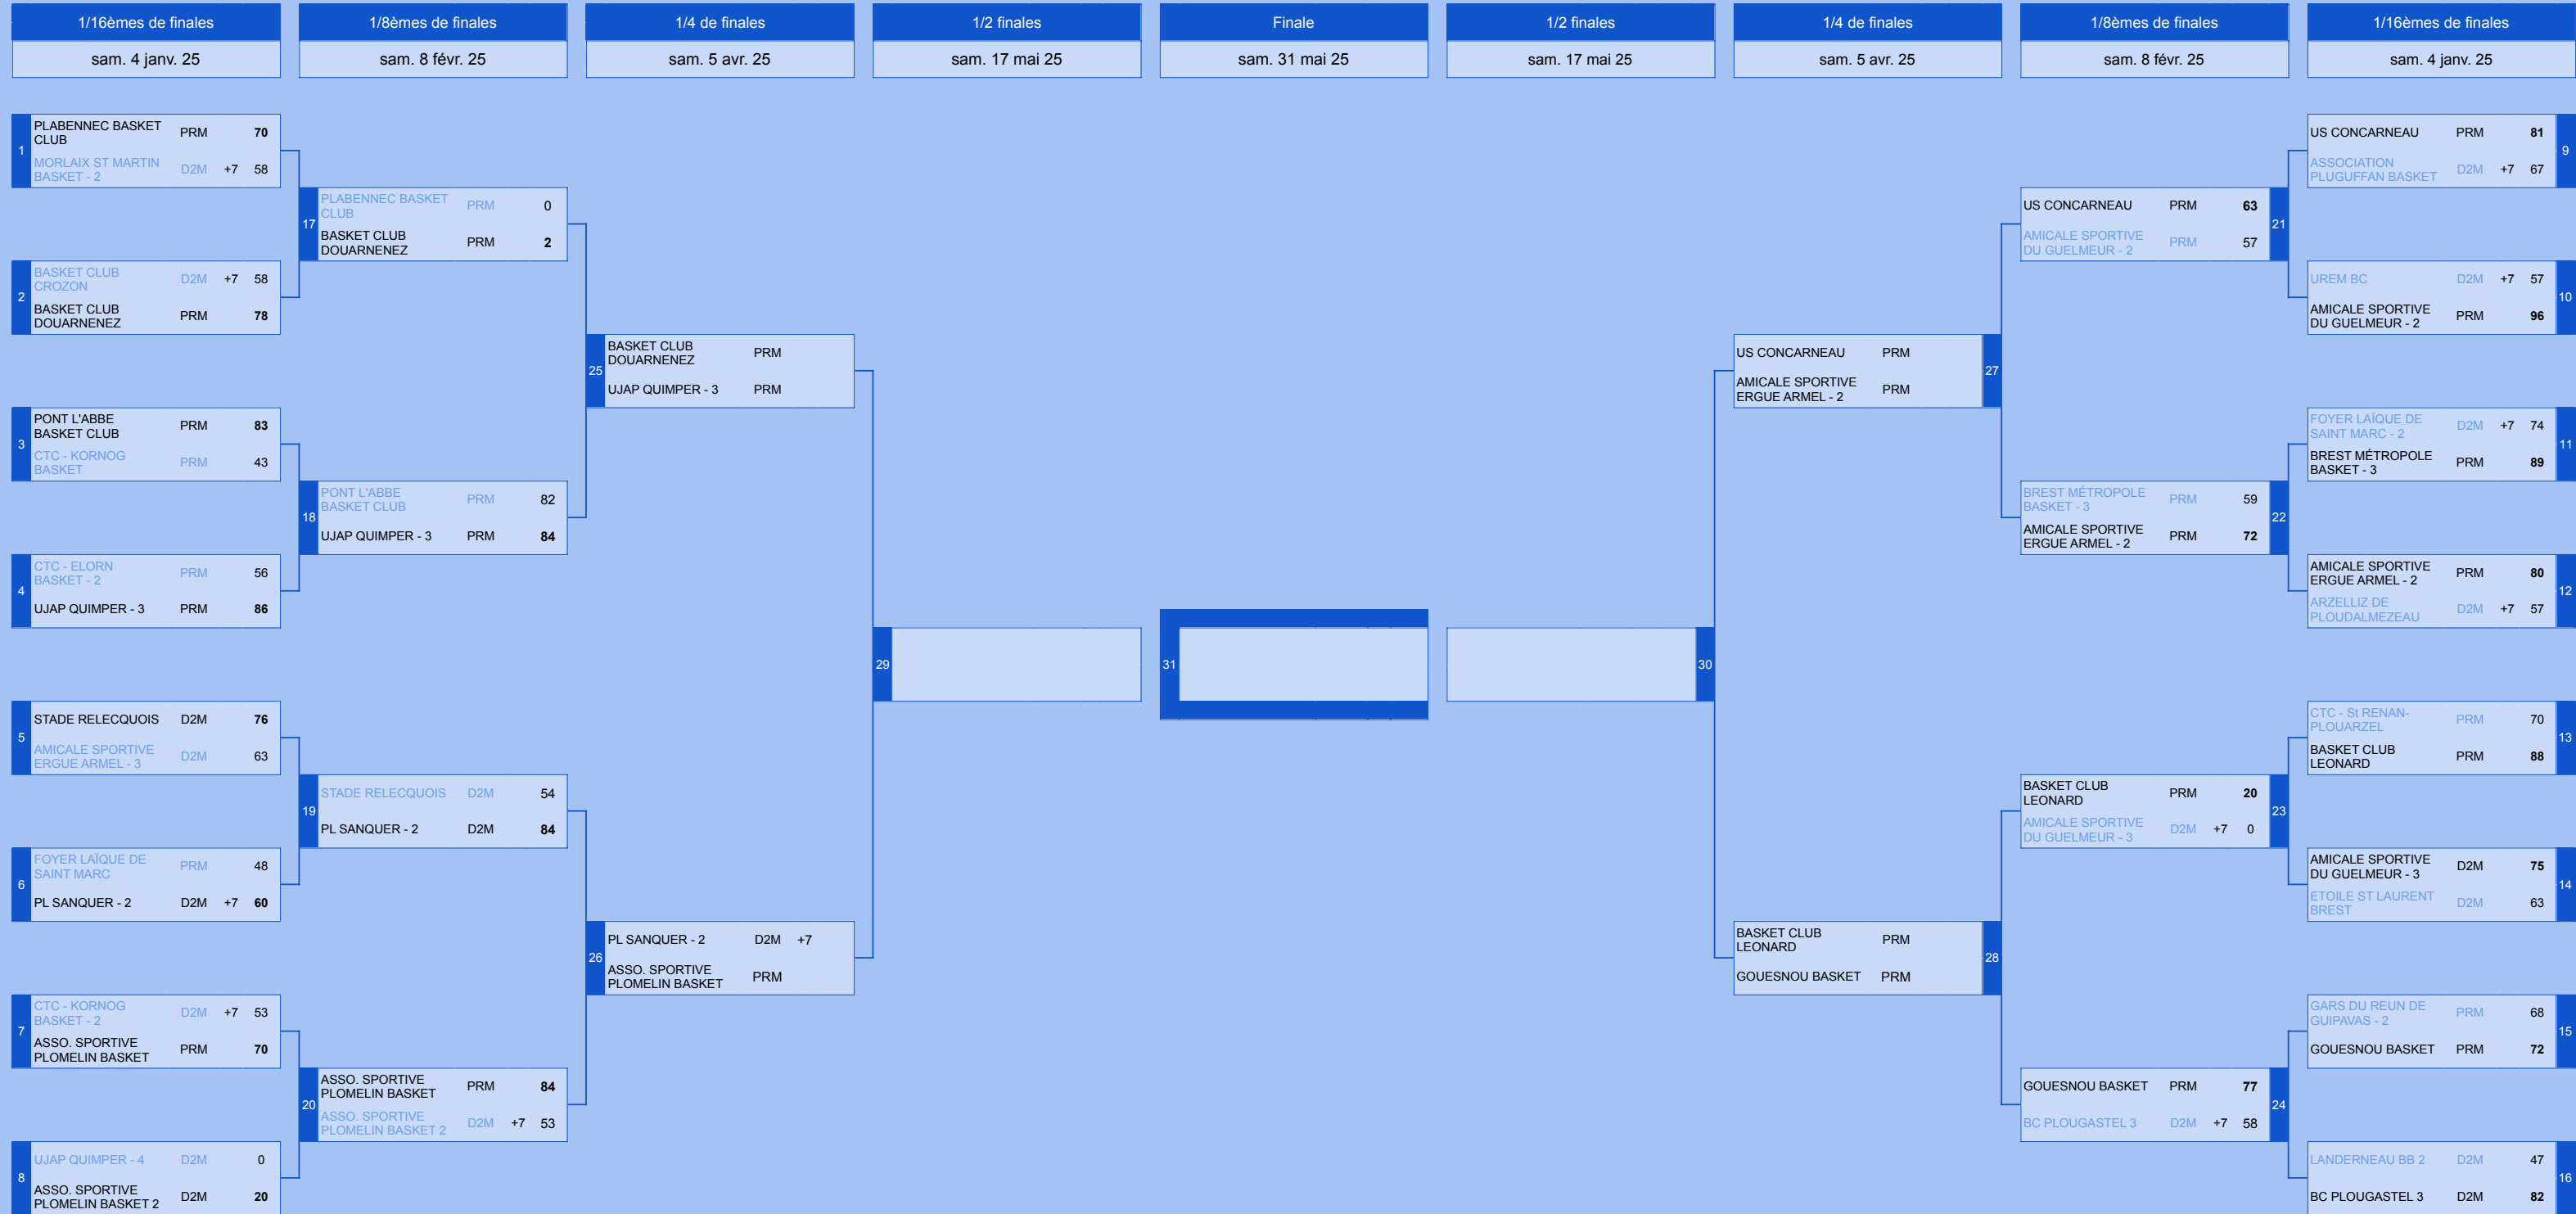 1/16èmes de finales
1/8èmes de finales
1/4 de finales
1/2 finales
Finale
1/2 finales
1/4 de finales
1/8èmes de finales
1/16èmes de finales
sam. 4 janv. 25
sam. 8 févr. 25
sam. 5 avr. 25
sam. 17 mai 25
sam. 31 mai 25
sam. 17 mai 25
sam. 5 avr. 25
sam. 8 févr. 25
sam. 4 janv. 25
1
PLABENNEC BASKET
CLUB PRM 70
MORLAIX ST MARTIN
BASKET - 2 D2M +7 58
2
BASKET CLUB
CROZON D2M +7 58
BASKET CLUB
DOUARNENEZ PRM 78
3
PONT L'ABBE
BASKET CLUB PRM 83
CTC - KORNOG
BASKET PRM 43
4
CTC - ELORN
BASKET - 2 PRM 56
UJAP QUIMPER - 3 PRM 86
5
STADE RELECQUOIS D2M 76
AMICALE SPORTIVE
ERGUE ARMEL - 3 D2M 63
6
FOYER LAÏQUE DE
SAINT MARC PRM 48
PL SANQUER - 2 D2M +7 60
7
CTC - KORNOG
BASKET - 2 D2M +7 53
ASSO. SPORTIVE
PLOMELIN BASKET PRM 70
8
UJAP QUIMPER - 4 D2M 0
ASSO. SPORTIVE
PLOMELIN BASKET 2 D2M 20
17
PLABENNEC BASKET
CLUB PRM 0
BASKET CLUB
DOUARNENEZ PRM 2
18
PONT L'ABBE
BASKET CLUB PRM 82
UJAP QUIMPER - 3 PRM 84
19
STADE RELECQUOIS D2M 54
PL SANQUER - 2 D2M 84
20
ASSO. SPORTIVE
PLOMELIN BASKET PRM 84
ASSO. SPORTIVE
PLOMELIN BASKET 2 D2M +7 53
25
BASKET CLUB
DOUARNENEZ PRM
UJAP QUIMPER - 3 PRM
26
PL SANQUER - 2 D2M +7
ASSO. SPORTIVE
PLOMELIN BASKET PRM
29
31
30
US CONCARNEAU PRM
AMICALE SPORTIVE
ERGUE ARMEL - 2 PRM
27
BASKET CLUB
LEONARD PRM
GOUESNOU BASKET PRM
28
US CONCARNEAU PRM 63
AMICALE SPORTIVE
DU GUELMEUR - 2 PRM 57
21
BREST MÉTROPOLE
BASKET - 3 PRM 59
AMICALE SPORTIVE
ERGUE ARMEL - 2 PRM 72
22
BASKET CLUB
LEONARD PRM 20
AMICALE SPORTIVE
DU GUELMEUR - 3 D2M +7 0
23
GOUESNOU BASKET PRM 77
BC PLOUGASTEL 3 D2M +7 58
24
US CONCARNEAU PRM 81
ASSOCIATION
PLUGUFFAN BASKET D2M +7 67
9
UREM BC D2M +7 57
AMICALE SPORTIVE
DU GUELMEUR - 2 PRM 96
10
FOYER LAÏQUE DE
SAINT MARC - 2 D2M +7 74
BREST MÉTROPOLE
BASKET - 3 PRM 89
11
AMICALE SPORTIVE
ERGUE ARMEL - 2 PRM 80
ARZELLIZ DE
PLOUDALMEZEAU D2M +7 57
12
CTC - St RENAN-
PLOUARZEL PRM 70
BASKET CLUB
LEONARD PRM 88
13
AMICALE SPORTIVE
DU GUELMEUR - 3 D2M 75
ETOILE ST LAURENT
BREST D2M 63
14
GARS DU REUN DE
GUIPAVAS - 2 PRM 68
GOUESNOU BASKET PRM 72
15
LANDERNEAU BB 2 D2M 47
BC PLOUGASTEL 3 D2M 82
16